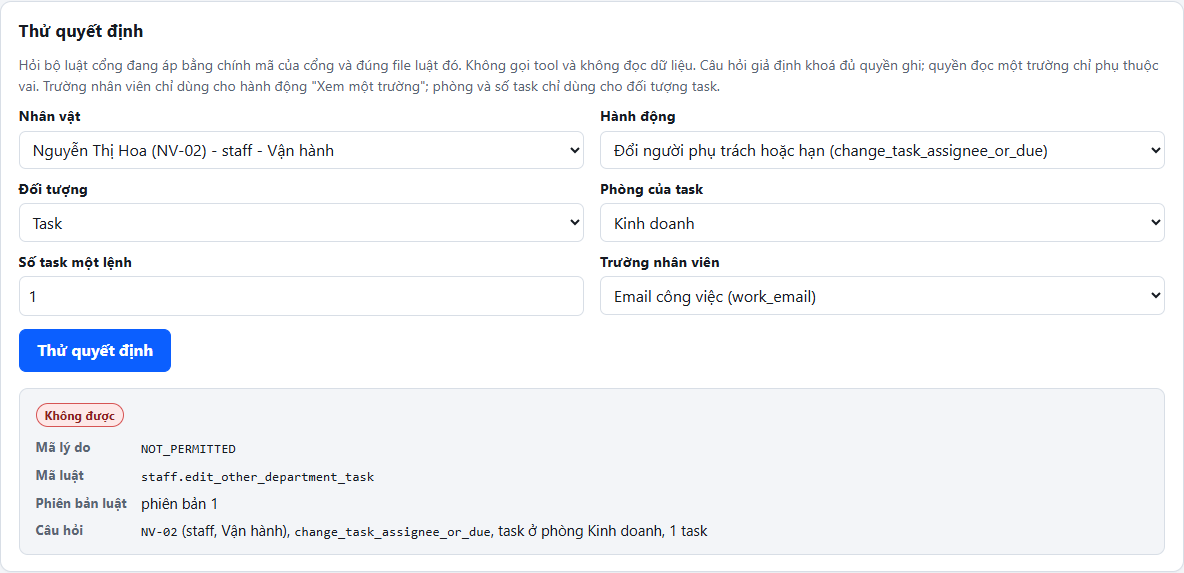 Thử quyết định
Hỏi bộ luật cổng đang áp bằng chính mã của cổng và đúng file luật đó. Không gọi tool và không đọc dữ liệu. Câu hỏi giả định khoá đủ quyền ghi; quyền đọc một trường chỉ phụ thuộc
vai. Trường nhân viên chỉ dùng cho hành động "Xem một trường"; phòng và số task chỉ dùng cho đối tượng task.
Nhân vật
Hành động
Nguyễn Thị Hoa (NV-02) - staff - Vận hành
Đổi người phụ trách hoặc hạn (change_task_assignee_or_due)
Đối tượng
Phòng của task
Task
Kinh doanh
Số task một lệnh
Trường nhân viên
1
Email công việc (work_email)
Thử quyết định
Không được
Mã lý do NOT_PERMITTED
Mã luật staff.edit_other_department_task
Phiên bản luật phiên bản 1
Câu hỏi NV-02 (staff, Vận hành), change_task_assignee_or_due, task ở phòng Kinh doanh, 1 task